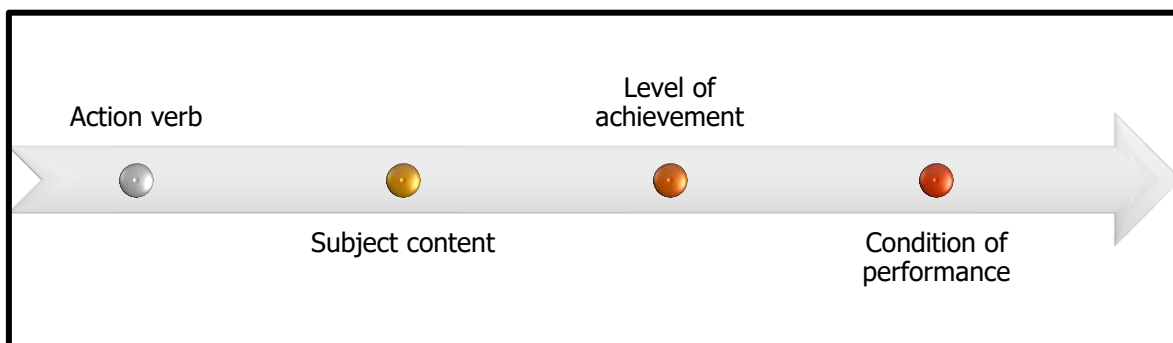 Action verb
Subject content
Level of
achievement
Condition of
performance